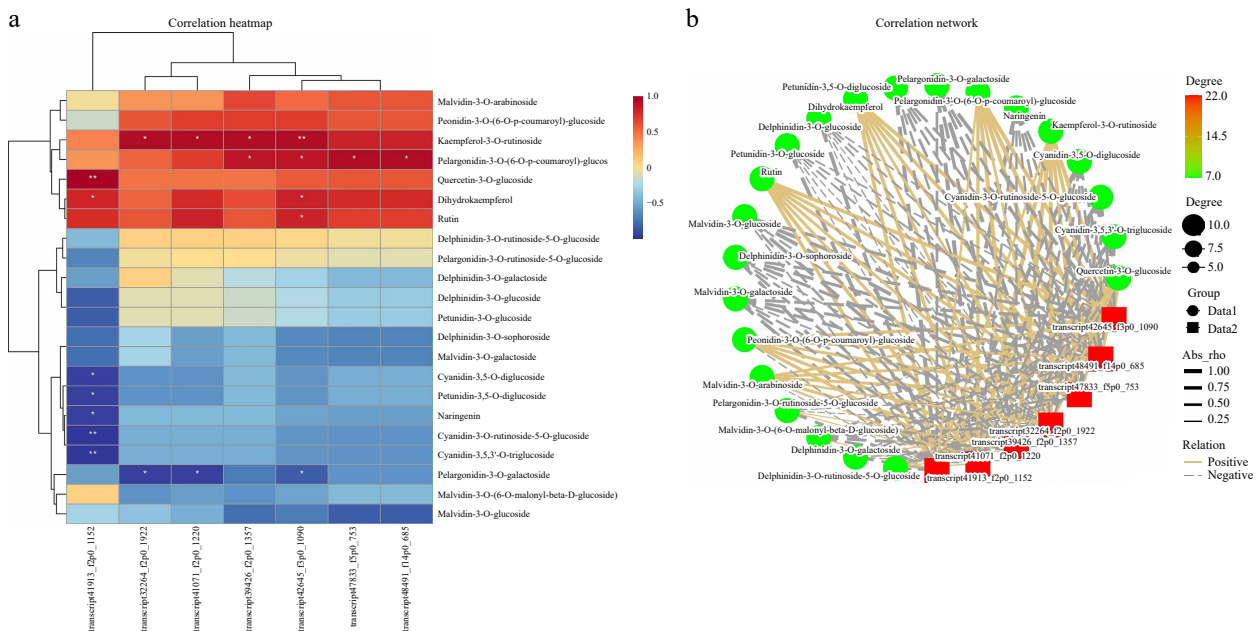 a
Correlation heatmap
1.0
0.5
0
−0.5
Malvidin-3-O-arabinoside
Peonidin-3-O-(6-O-p-coumaroyl)-glucoside
Kaempferol-3-O-rutinoside
Pelargonidin-3-O-(6-O-p-coumaroyl)-glucos
Quercetin-3-O-glucoside
Dihydrokaempferol
Rutin
Delphinidin-3-O-rutinoside-5-O-glucoside
Pelargonidin-3-O-rutinoside-5-O-glucoside
Delphinidin-3-O-galactoside
Delphinidin-3-O-glucoside
Petunidin-3-O-glucoside
Delphinidin-3-O-sophoroside
Malvidin-3-O-galactoside
Cyanidin-3,5-O-diglucoside
Petunidin-3,5-O-diglucoside
Naringenin
Cyanidin-3-O-rutinoside-5-O-glucoside
Cyanidin-3,5,3'-O-triglucoside
Pelargonidin-3-O-galactoside
Malvidin-3-O-(6-O-malonyl-beta-D-glucoside)
Malvidin-3-O-glucoside
* * * **
* * * *
**
* *
*
*
*
*
**
**
* * *
transcript41913_f2p0_1152
transcript32264_f2p0_1922
transcript41071_f2p0_1220
transcript39426_f2p0_1357
transcript42645_f3p0_1090
transcript47833_f5p0_753
transcript48491_f14p0_685
b
Correlation network
Pelargonidin-3-O-galactoside
Petunidin-3,5-O-diglucoside
Pelargonidin-3'-O-(6-O-p-coumaroyl)-glucoside
Dihydrokaempferol
Naringenin
Delphinidin-3-O-glucoside
Kaempferol-3-O-rutinoside
Petunidin-3-O-glucoside
Cyanidin-3,5-O-diglucoside
Rutin
Cyanidin-3-O-rutinoside-5-O-glucoside
Malvidin-3-O-glucoside
Cyanidin-3,5,3'-O-triglucoside
Delphinidin-3-O-sophoroside
Quercetin-3-O-glucoside
Malvidin-3-O-galactoside
transcript42645_f3p0_1090
Peonidin-3-O-(6-O-p-coumaroyl)-glucoside
transcript48491_f14p0_685
Malvidin-3-O-arabinoside
transcript47833_f5p0_753
Pelargonidin-3-O-rutinoside-5-O-glucoside
Malvidin-3-O-(6-O-malonyl-beta-D-glucoside)
transcript32264_f2p0_1922
transcript39426_f2p0_1357
Delphinidin-3-O-galactoside
transcript41071_f2p0_1220
Delphinidin-3-O-rutinoside-5-O-glucoside
transcript41913_f2p0_1152
Degree
22.0
14.5
7.0
Degree
10.0
7.5
5.0
Group
Data1
Data2
Abs_rho
1.00
0.75
0.50
0.25
Relation
Positive
Negative